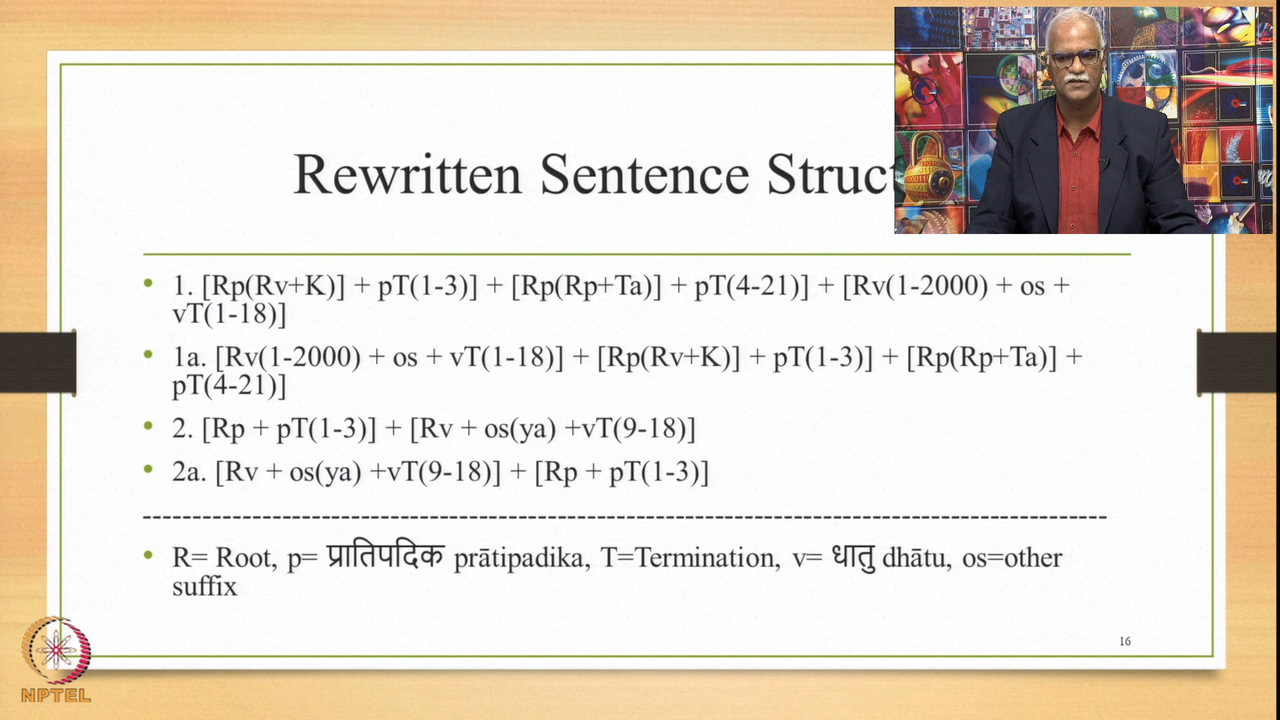 Rewritten Sentence Struct
• 1. [Rp(Rv+K)] + pT(1-3)] + [Rp(Rp+Ta)] + pT(4-21)] + [Rv(1-2000) + os +
vT(1-18)]
• 1a. [Rv(1-2000) + os + vT(1-18)] + [Rp(Rv+K)] + pT(1-3)] + [Rp(Rp+Ta)] +
pT(4-21)]
• 2. [Rp + pT(1-3)] + [Rv + os(ya) +vT(9-18)]
• 2a. [Rv + os(ya) +vT(9-18)] + [Rp + pT(1-3)]
• R= Root, p= प्रातिपदिक prātipadika, T=Termination, v= धातु dhātu, os=other
suffix
16
NPTEL